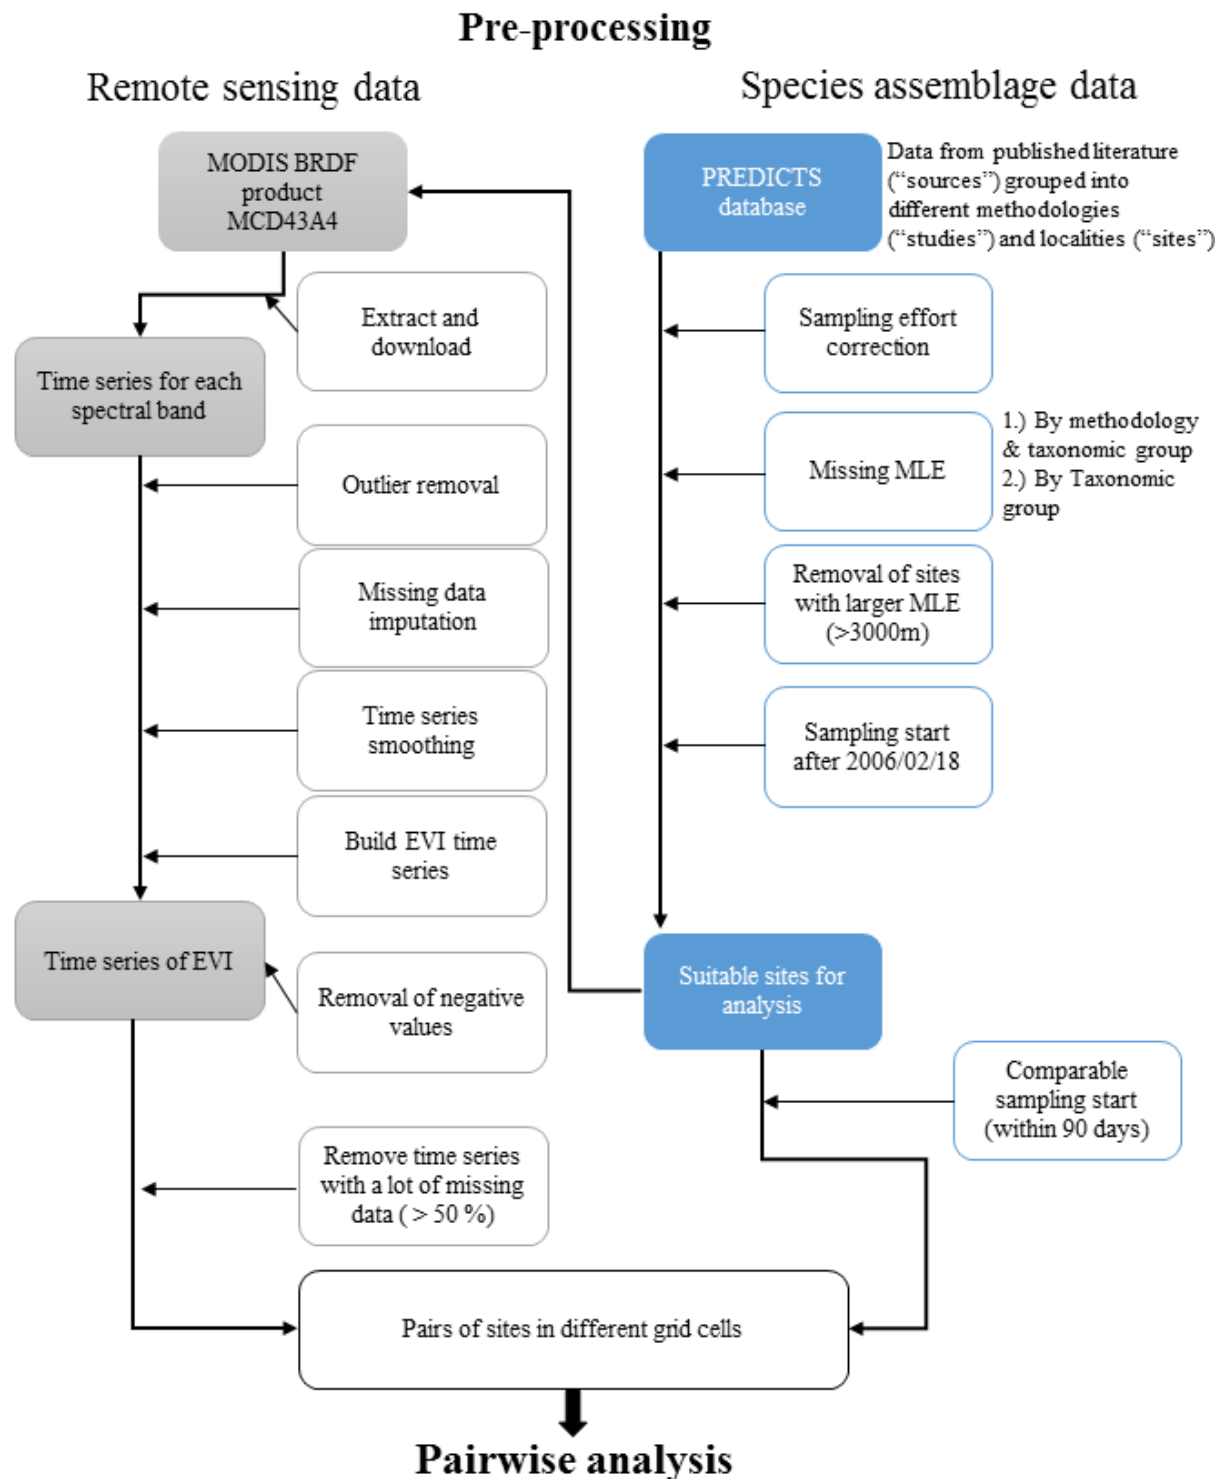 Pre-processing
Remote sensing data
Species assemblage data
MODIS BRDF
product
MCD43A4
PREDICTS
database
Data from published literature
(“sources”) grouped into
different methodologies
(“studies”) and localities (“sites”)
Extract and
download
Sampling effort
correction
Time series for each
spectral band
Outlier removal
Missing MLE
1.) By methodology
& taxonomic group
2.) By Taxonomic
group
Missing data
imputation
Removal of sites
with larger MLE
(>3000m)
Time series
smoothing
Sampling start
after 2006/02/18
Build EVI time
series
Time series of EVI
Removal of negative
values
Suitable sites for
analysis
Comparable
sampling start
(within 90 days)
Remove time series
with a lot of missing
data ( > 50 %)
Pairs of sites in different grid cells
Pairwise analysis